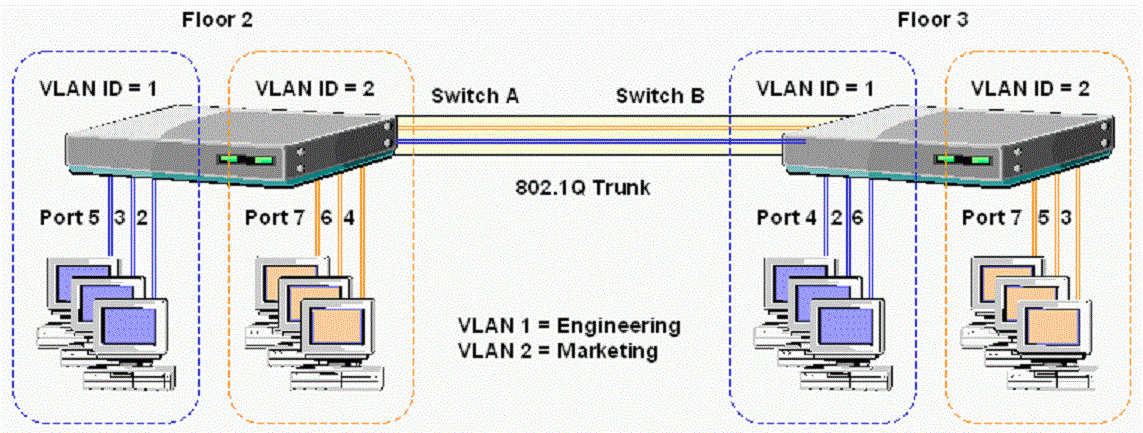 Floor 2
Floor 3
VLAN ID = 1
VLAN ID = 2
Switch A
Switch B
VLAN ID = 1
VLAN ID = 2
802.1Q Trunk
Port 5 3 2
Port 7 6 4
Port 4 2 6
Port 7 5 3
VLAN 1 = Engineering
VLAN 2 = Marketing